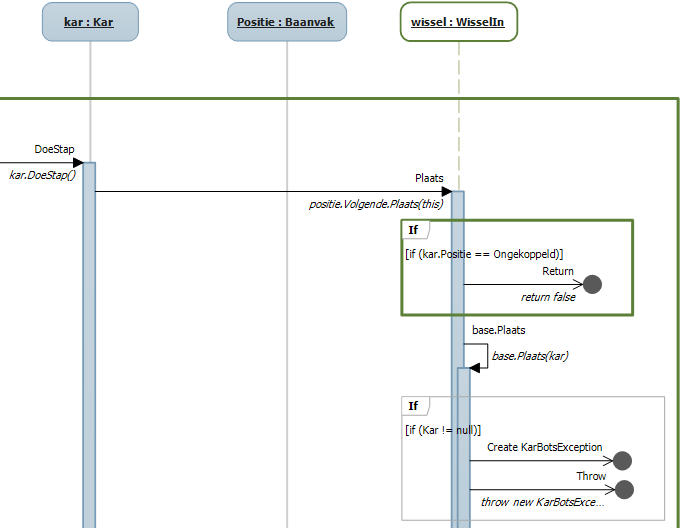 kar : Kar
Positie : Baanvak
wissel : WisselIn
DoeStap
kar.DoeStap()
Plaats
positie.Volgende.Plaats(this)
If
[if (kar.Positie == Ongekoppeld)]
Return
return false
base.Plaats
base.Plaats(kar)
If
[if (Kar != null)]
Create KarBotsException
Throw
throw new KarBotsExce...